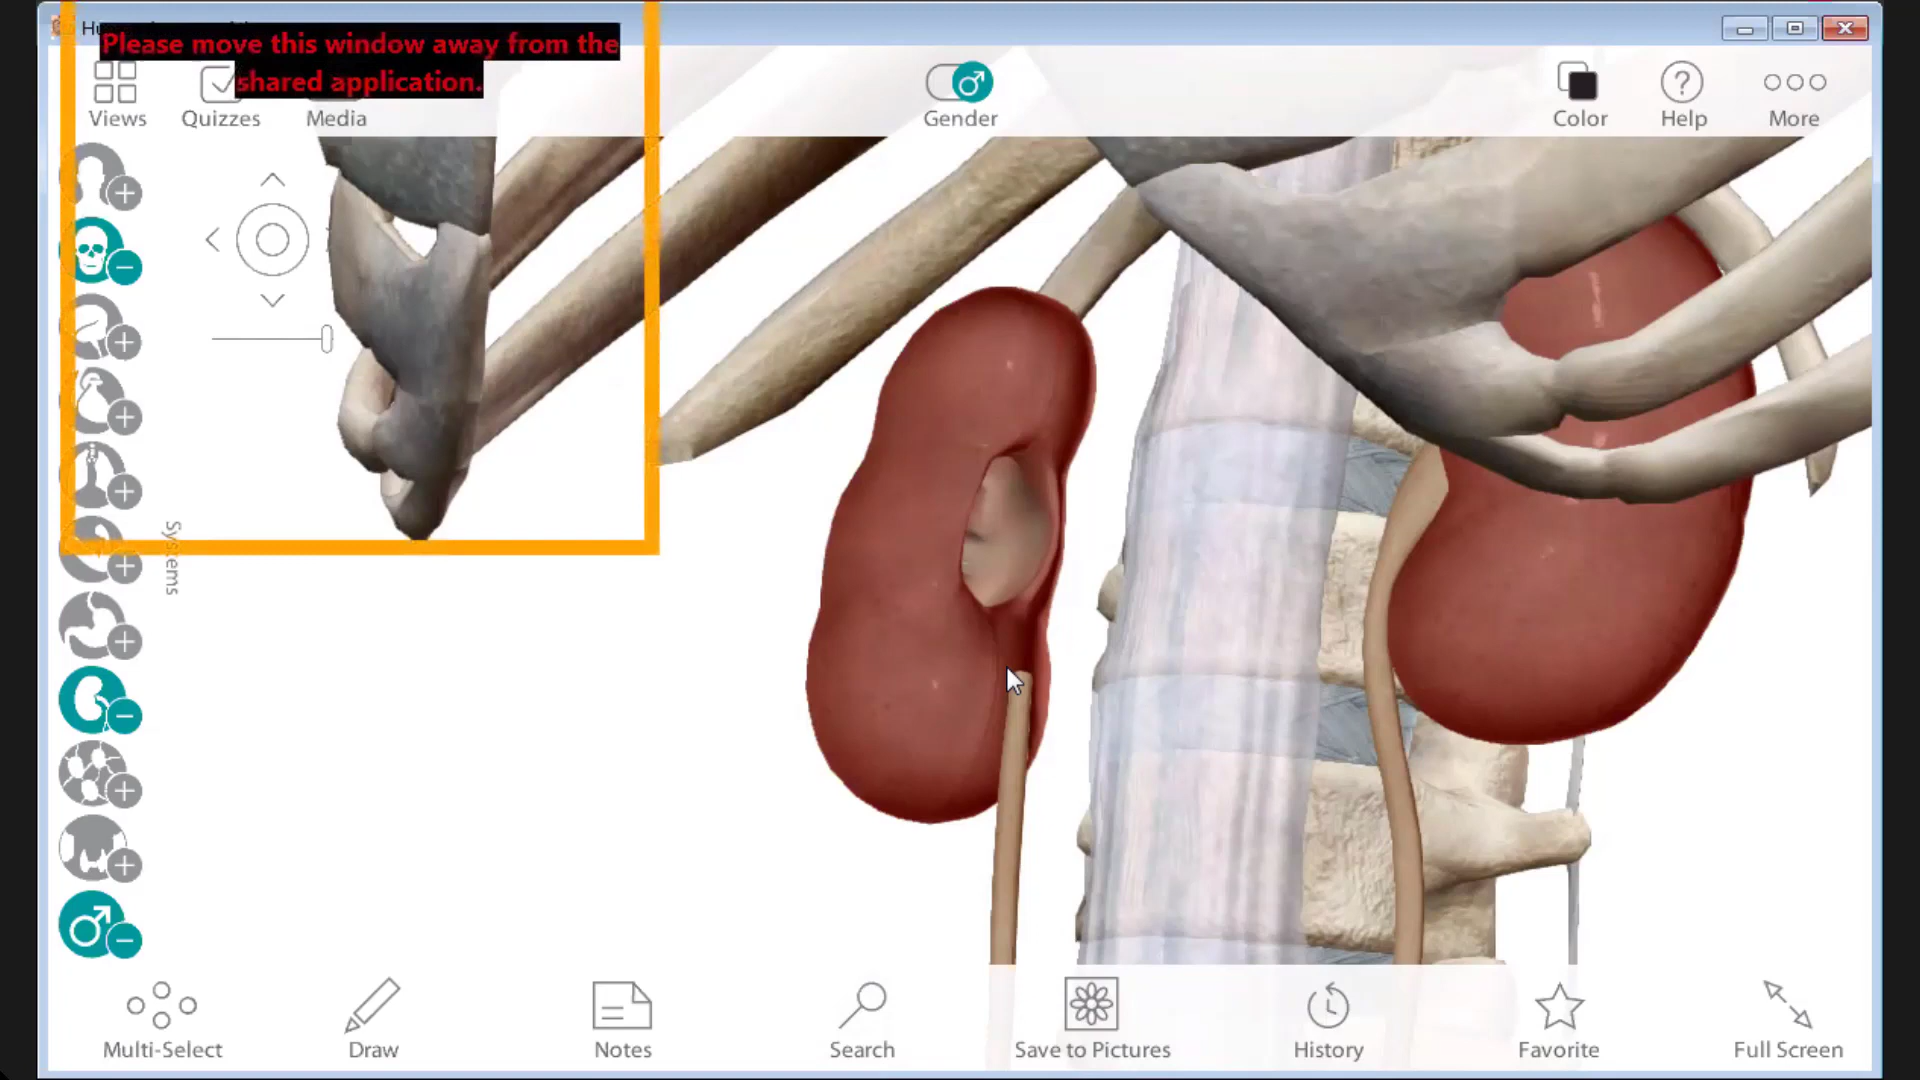 Please move this window away from the
shared application.
Views
Quizzes
Media
Gender
Color
Help
More
Systems
Multi-Select
Draw
Notes
Search
Save to Pictures
History
Favorite
Full Screen